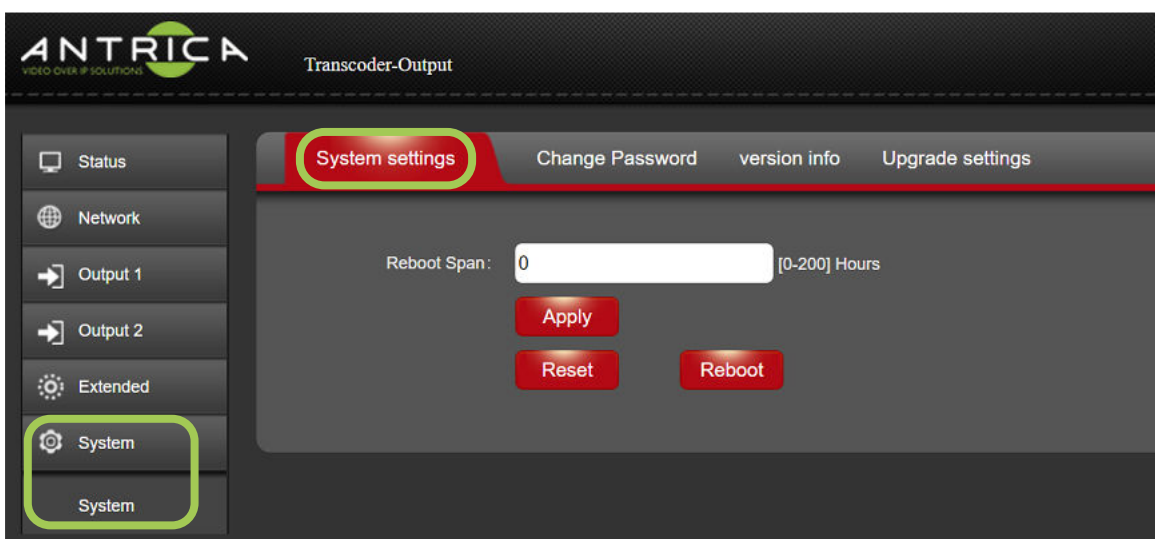 ANTRICA
VIDEO OVER IP SOLUTIONS
Transcoder-Output
Status
Network
Output 1
Output 2
Extended
System
System
System settings
Change Password
version info
Upgrade settings
Reboot Span:
0
[0-200] Hours
Apply
Reset
Reboot